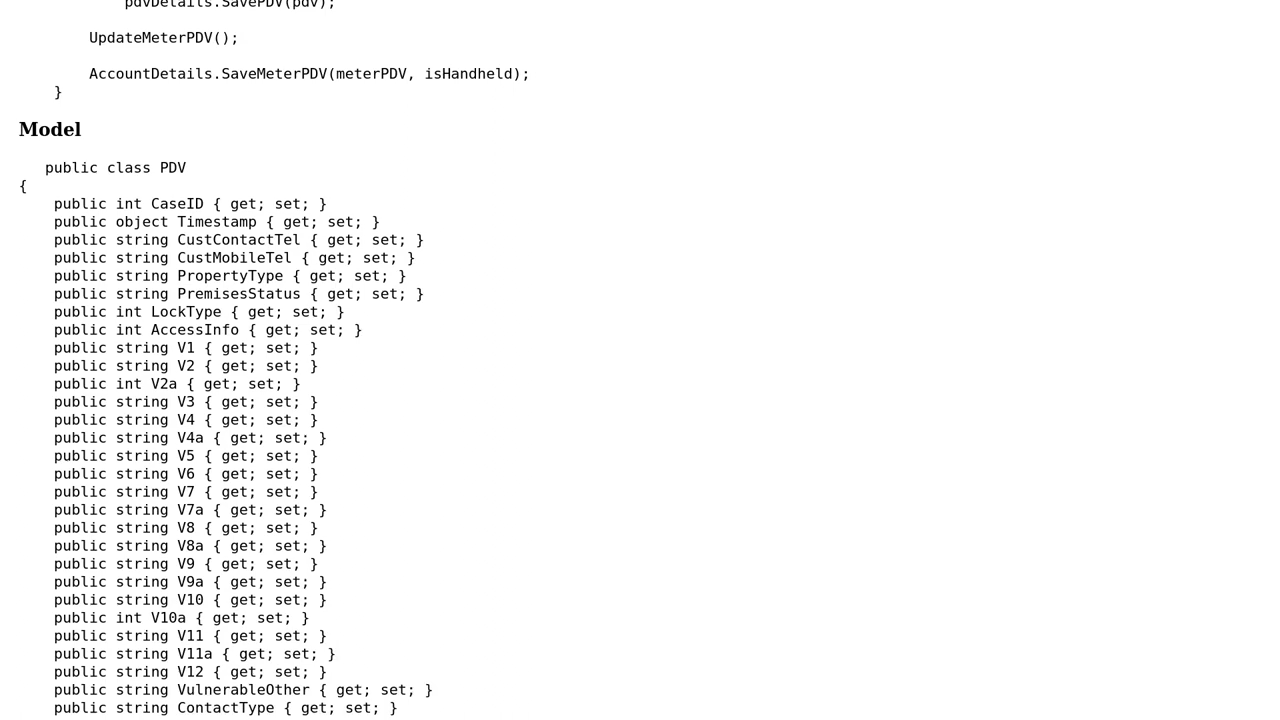 pdvDetails.SavePDV(pdv);
UpdateMeterPDV();
AccountDetails.SaveMeterPDV(meterPDV, isHandheld);
}
Model
public class PDV
{
public int CaseID { get; set; }
public object Timestamp { get; set; }
public string CustContactTel { get; set; }
public string CustMobileTel { get; set; }
public string PropertyType { get; set; }
public string PremisesStatus { get; set; }
public int LockType { get; set; }
public int AccessInfo { get; set; }
public string V1 { get; set; }
public string V2 { get; set; }
public int V2a { get; set; }
public string V3 { get; set; }
public string V4 { get; set; }
public string V4a { get; set; }
public string V5 { get; set; }
public string V6 { get; set; }
public string V7 { get; set; }
public string V7a { get; set; }
public string V8 { get; set; }
public string V8a { get; set; }
public string V9 { get; set; }
public string V9a { get; set; }
public string V10 { get; set; }
public int V10a { get; set; }
public string V11 { get; set; }
public string V11a { get; set; }
public string V12 { get; set; }
public string VulnerableOther { get; set; }
public string ContactType { get; set; }